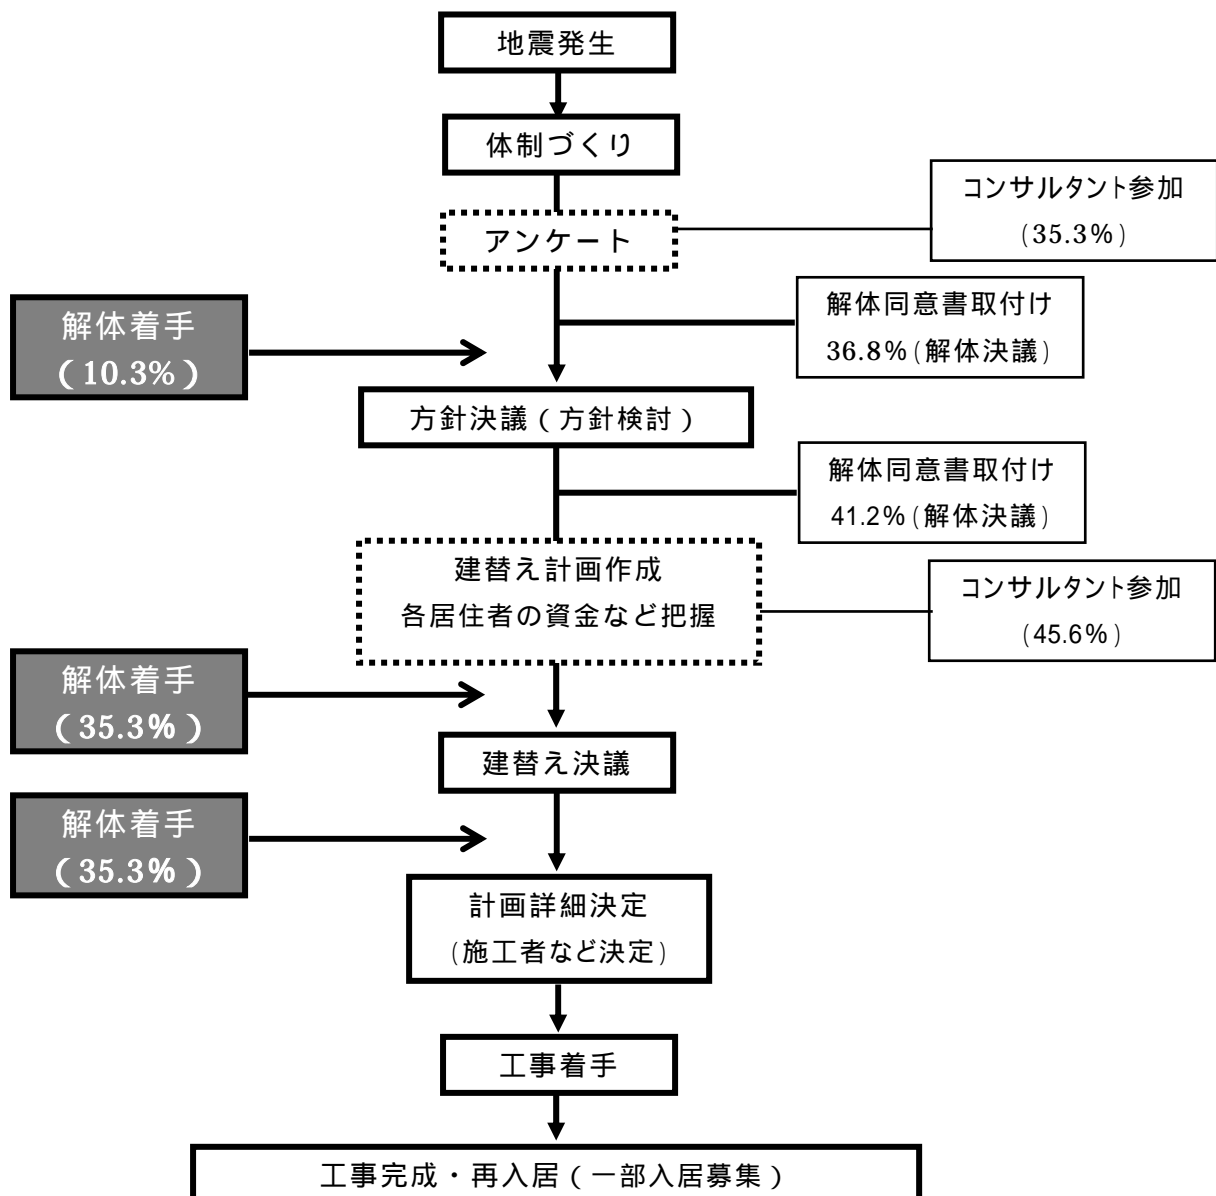 地震発生
体制づくり
コンサルタント参加
(35.3%)
アンケート
解体同意書取付け
36.8%(解体決議)
解体着手
(10.3%)
方針決議(方針検討)
解体同意書取付け
41.2%(解体決議)
建替え計画作成
各居住者の資金など把握
コンサルタント参加
(45.6%)
解体着手
(35.3%)
建替え決議
解体着手
(35.3%)
計画詳細決定
(施工者など決定)
工事着手
工事完成・再入居(一部入居募集)